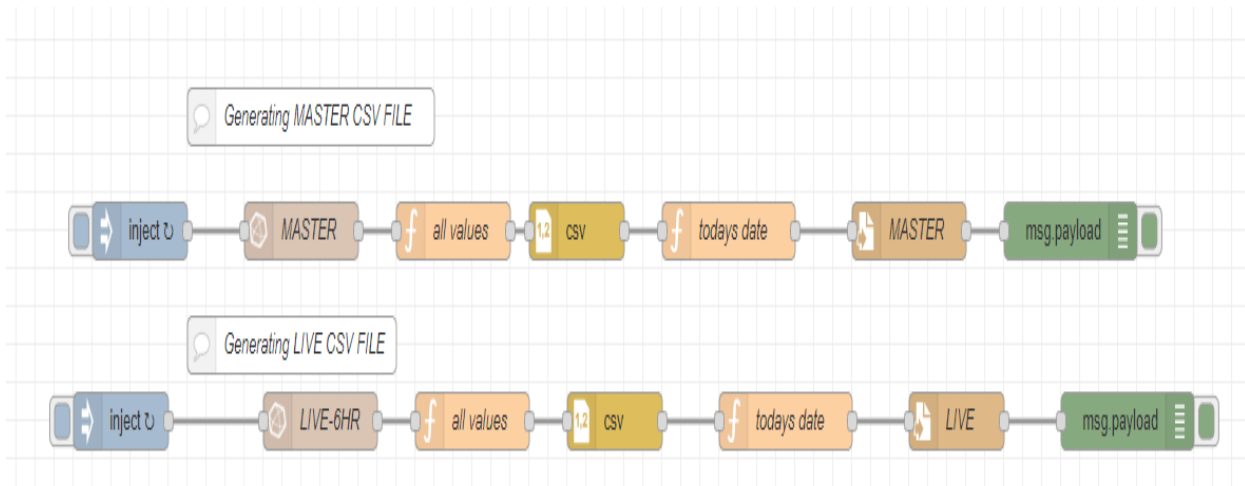 Generating MASTER CSV FILE
inject ↻ MASTER all values 1,2 csv todays date MASTER msg.payload
Generating LIVE CSV FILE
inject ↻ LIVE-6HR all values 1,2 csv todays date LIVE msg.payload